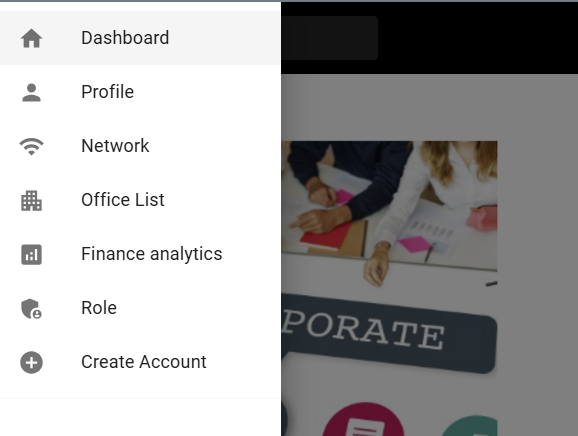 Dashboard
Profile
Network
Office List
Finance analytics
Role
Create Account
PORATE